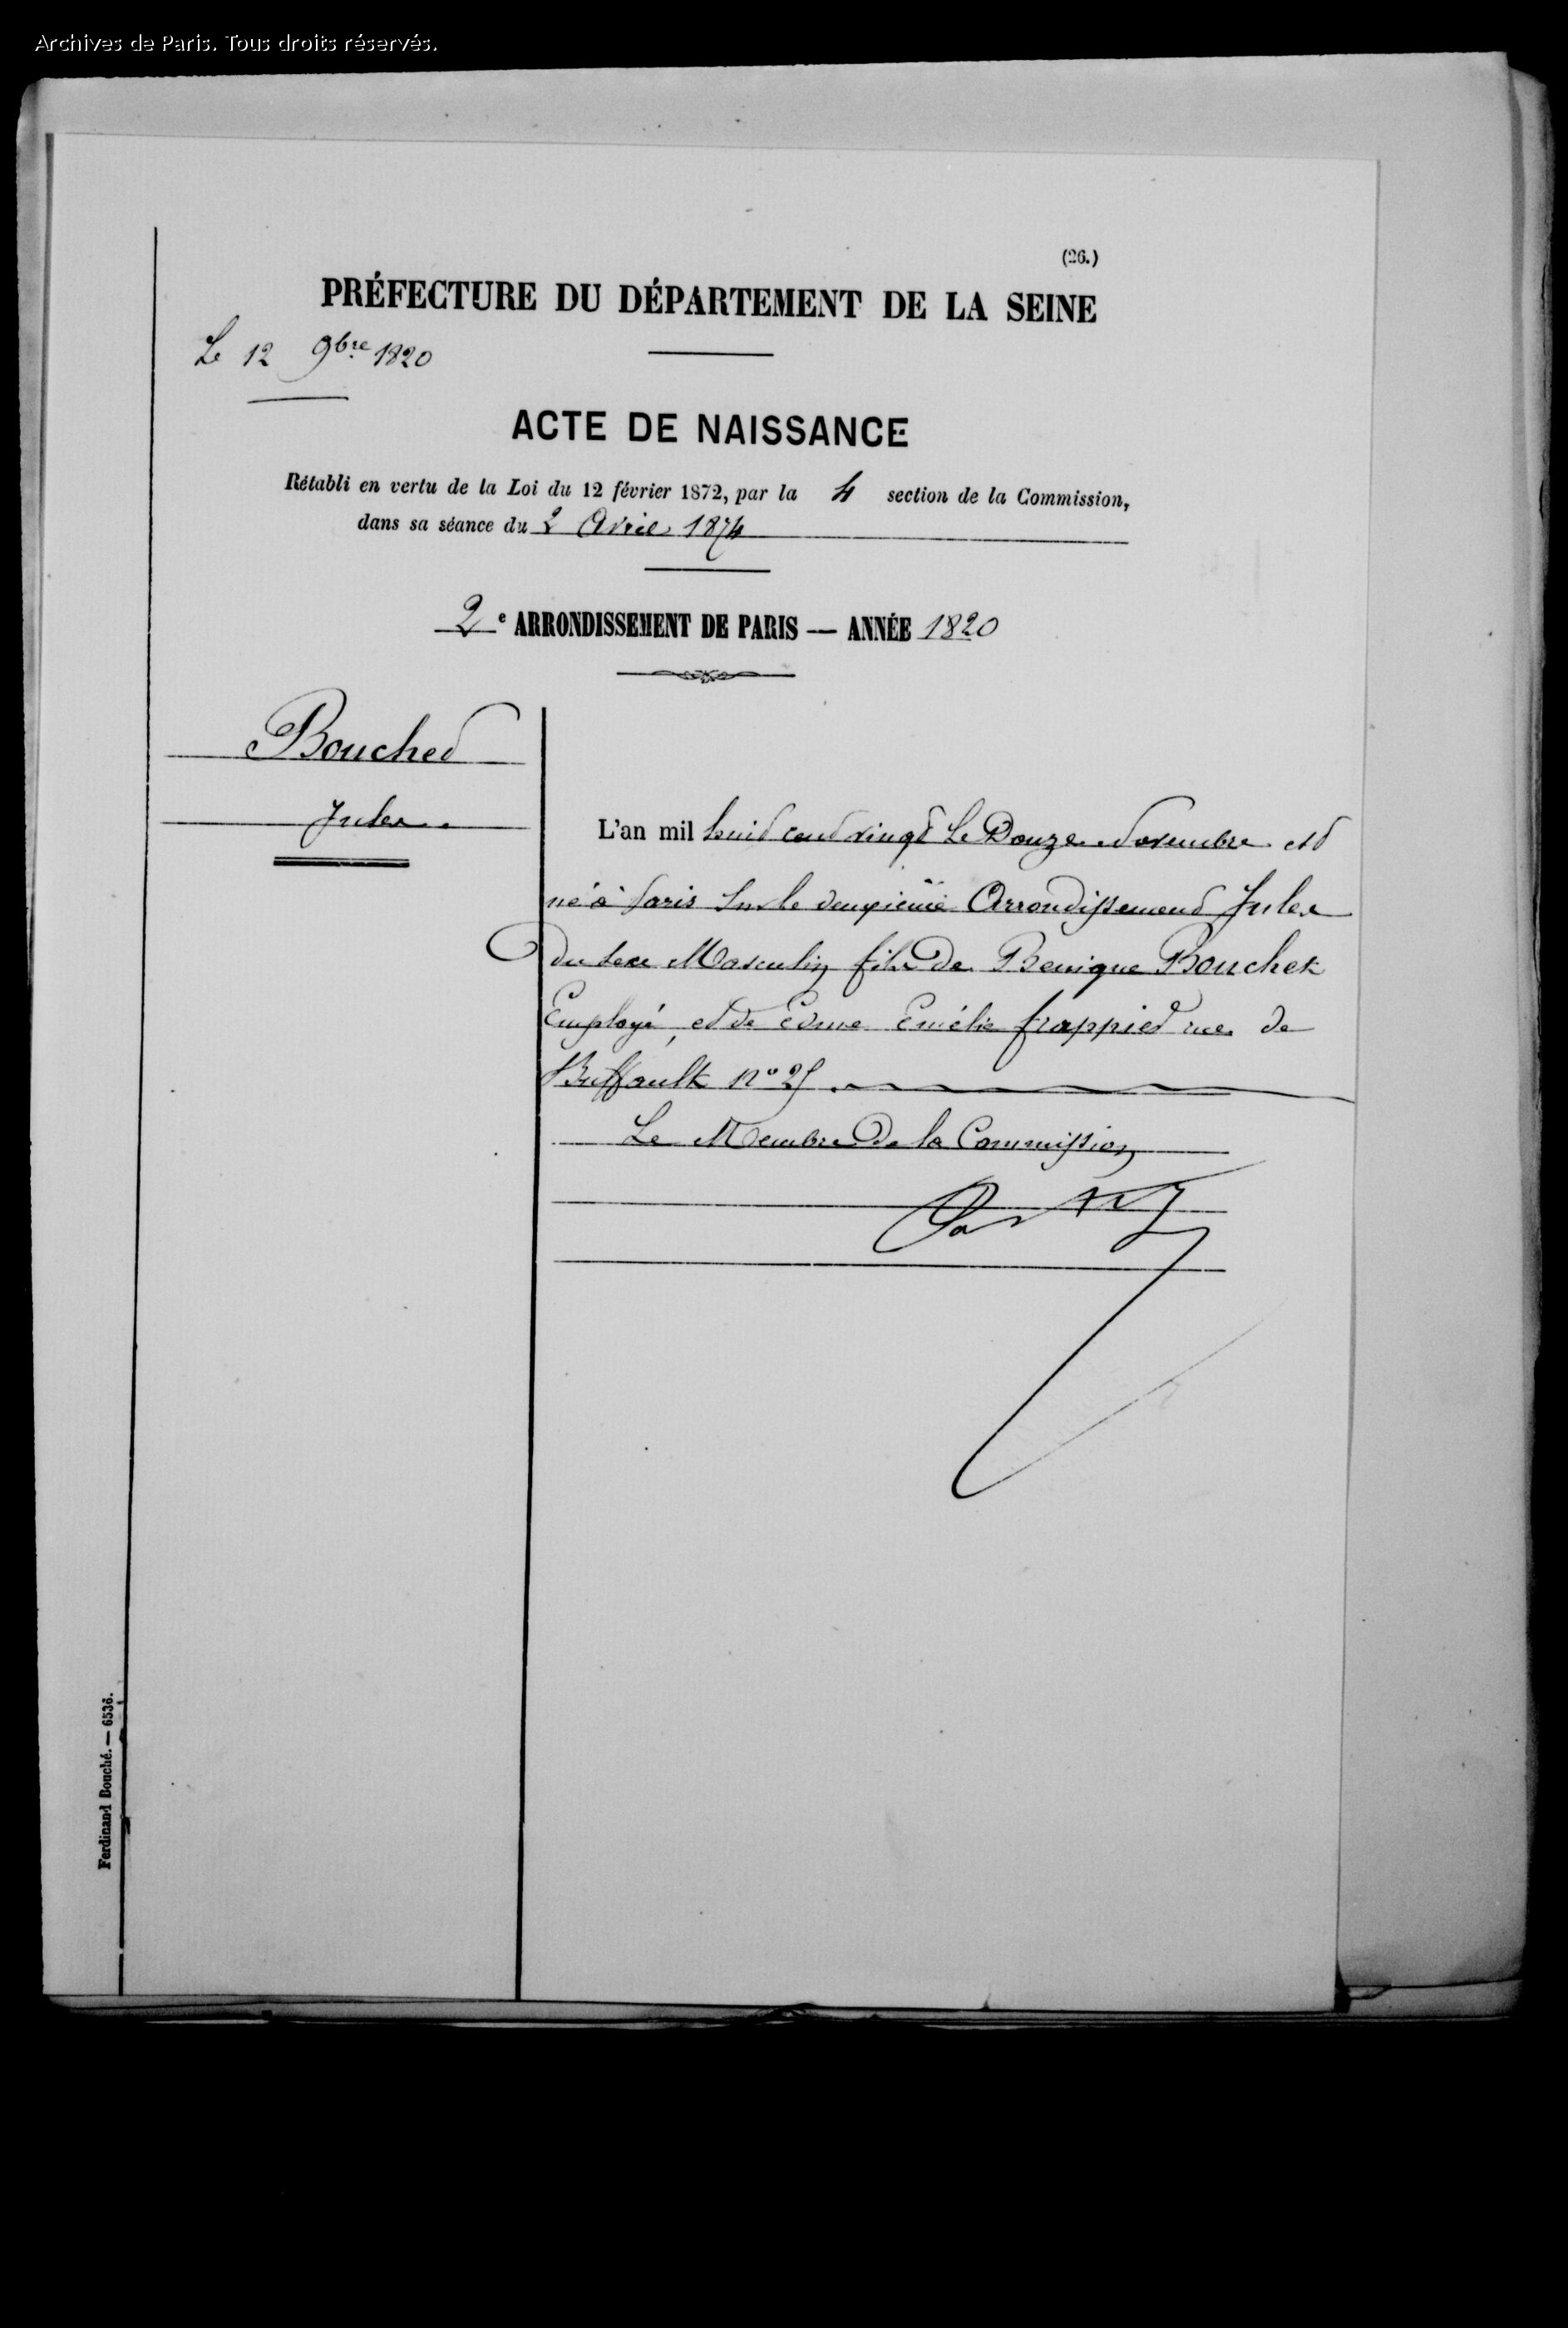 Archives de Paris. Tous droits réservés.
(26.)
PRÉFECTURE DU DÉPARTEMENT DE LA SEINE
Le 12 9bre 1820
ACTE DE NAISSANCE
Rétabli en vertu de la Loi du 12 février 1872, par la 4 section de la Commission,
dans sa séance du 2 Avril 1874
2e ARRONDISSEMENT DE PARIS — ANNÉE 1820
Bouchet
Jules.
L'an mil huit cent vingt Le Douze Novembre est
né à Paris sur le deuxième Arrondissement Jules
du sexe Masculin fils de Benigne Bouchet
Employé, et de Edme Emélie frappiet rue de
Buffault no 25
Le Membre de la Commission
Ferdinand Bouché. — 6536.